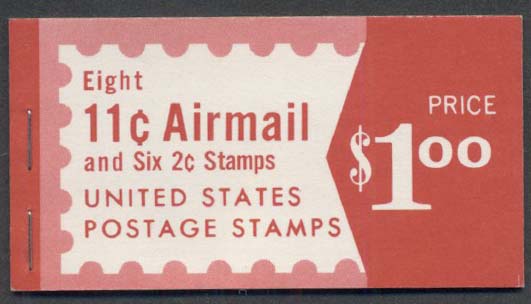 Eight
11¢ Airmail
and Six 2¢ Stamps
UNITED STATES
POSTAGE STAMPS
PRICE
$1.00